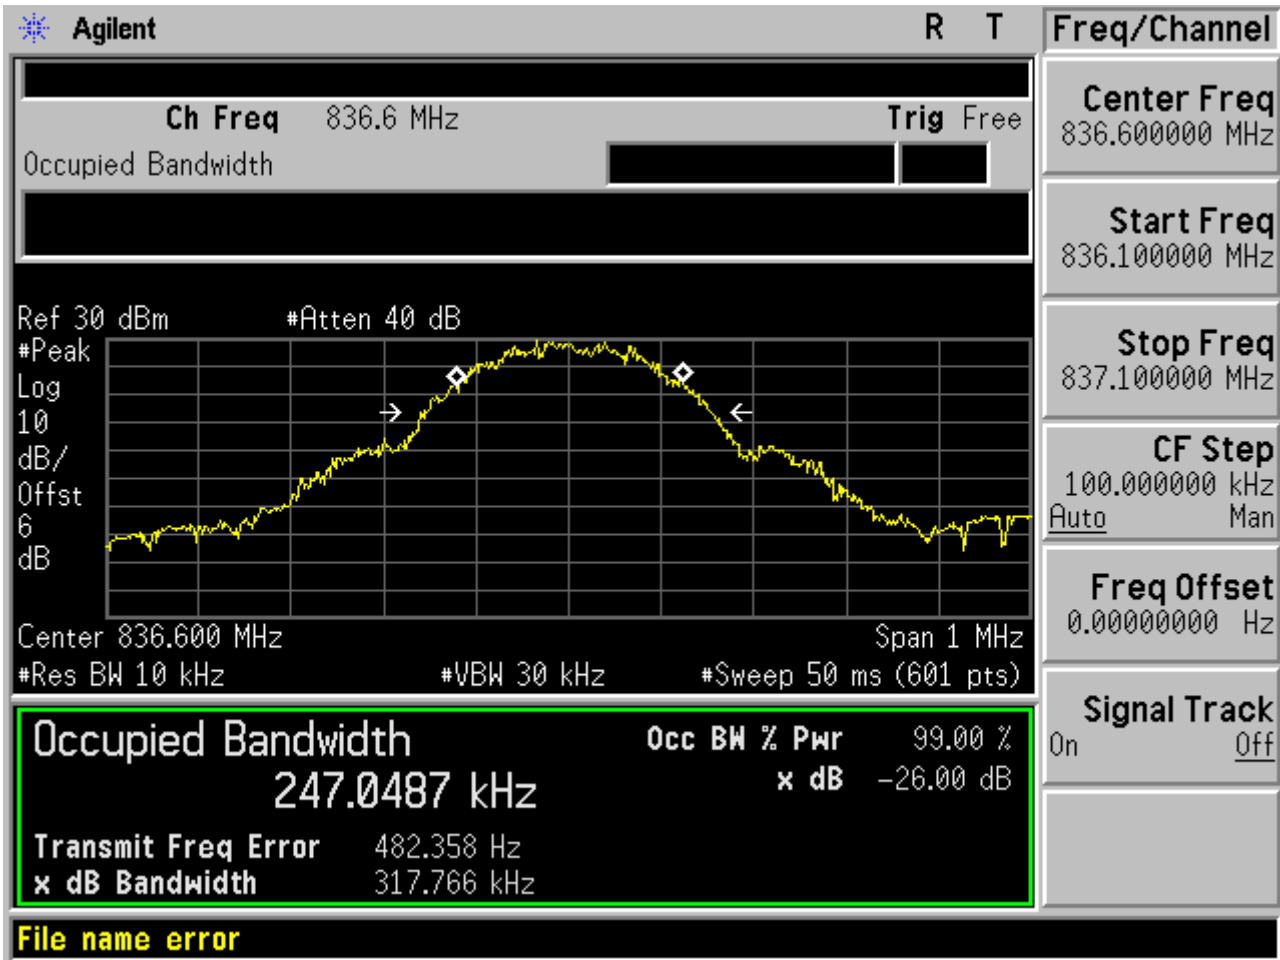 Agilent R T
Freq/Channel
Ch Freq 836.6 MHz Trig Free
Occupied Bandwidth
Center Freq
836.600000 MHz
Start Freq
836.100000 MHz
Stop Freq
837.100000 MHz
CF Step
100.000000 kHz
Auto Man
Freq Offset
0.00000000 Hz
Signal Track
On Off
Ref 30 dBm #Atten 40 dB
#Peak
Log
10
dB/
Offst
6
dB
Center 836.600 MHz Span 1 MHz
#Res BW 10 kHz #VBW 30 kHz #Sweep 50 ms (601 pts)
Occupied Bandwidth Occ BW % Pwr 99.00 %
247.0487 kHz x dB -26.00 dB
Transmit Freq Error 482.358 Hz
x dB Bandwidth 317.766 kHz
File name error